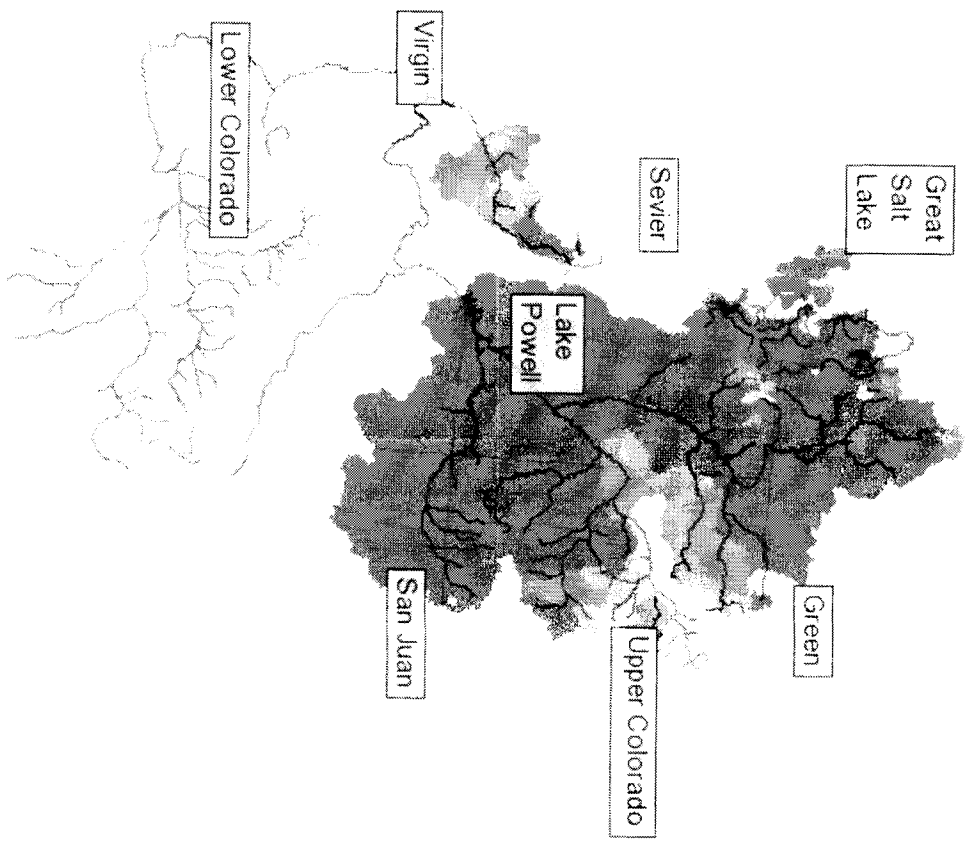 Great
Salt
Lake
Sevier
Virgin
Lower Colorado
Lake
Powell
Green
Upper Colorado
San Juan